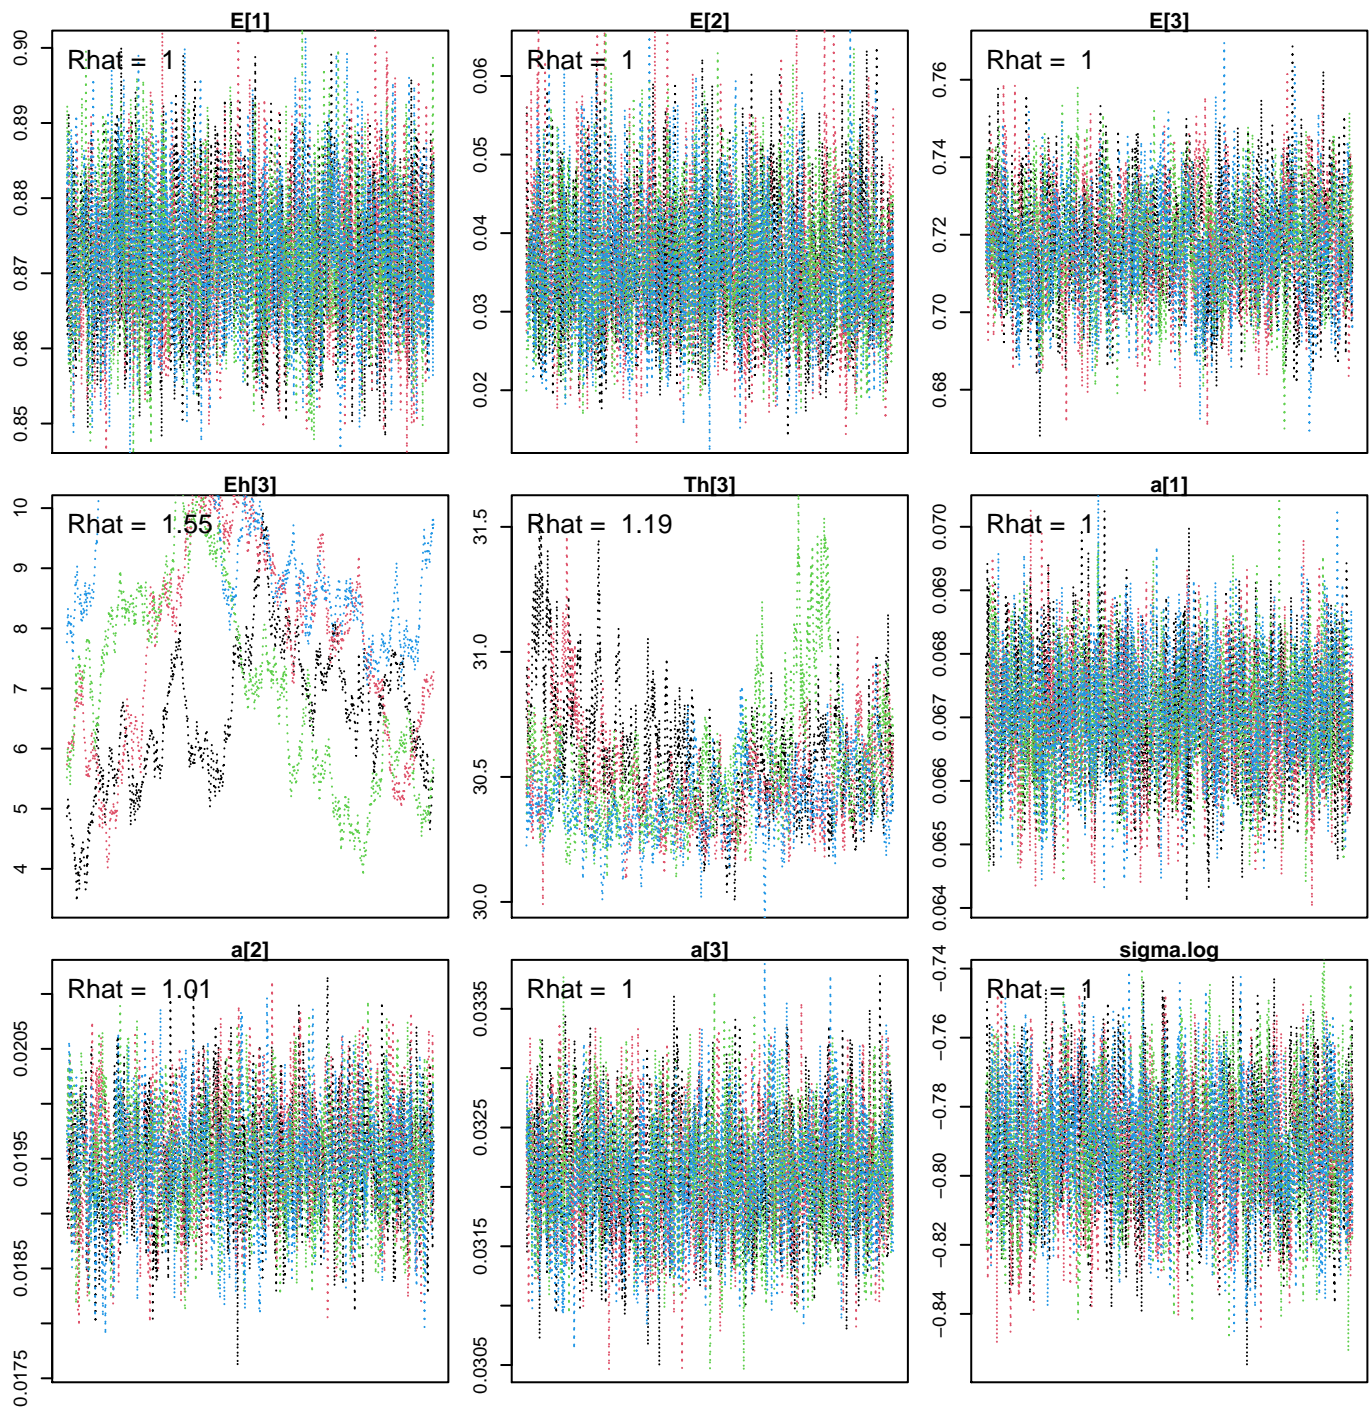 E[1]
Rhat = 1
0.85 0.86 0.87 0.88 0.89 0.90
E[2]
Rhat = 1
0.02 0.03 0.04 0.05 0.06
E[3]
Rhat = 1
0.68 0.70 0.72 0.74 0.76
Eh[3]
Rhat = 1.55
4 5 6 7 8 9 10
Th[3]
Rhat = 1.19
30.0 30.5 31.0 31.5
a[1]
Rhat = 1
0.064 0.065 0.066 0.067 0.068 0.069 0.070
a[2]
Rhat = 1.01
0.0175 0.0185 0.0195 0.0205
a[3]
Rhat = 1
0.0305 0.0315 0.0325 0.0335
sigma.log
Rhat = 1
−0.84 −0.82 −0.80 −0.78 −0.76 −0.74